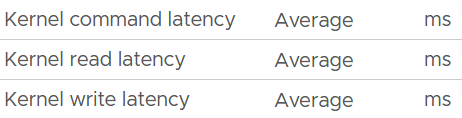 Kernel command latency Average ms
Kernel read latency Average ms
Kernel write latency Average ms